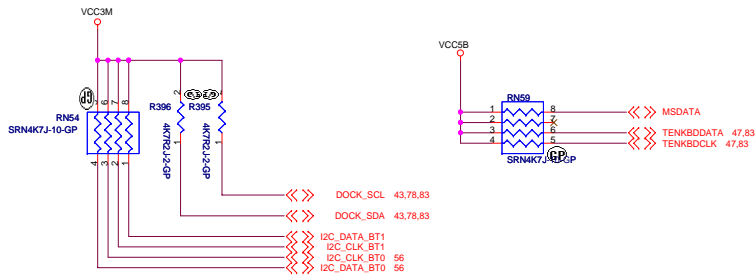 VCC3M
VCC5B
GP
5 6 7 8
RN54
SRN4K7J-10-GP
4 3 2 1
2
R396
4K7R2J-2-GP
1
2
R395
4K7R2J-2-GP
1
RN59
1 8 MSDATA
2 7
3 6 TENKBDDATA 47,83
4 5 TENKBDCLK 47,83
GP
DOCK_SCL 43,78,83
DOCK_SDA 43,78,83
I2C_DATA_BT1
I2C_CLK_BT1
I2C_CLK_BT0 56
I2C_DATA_BT0 56